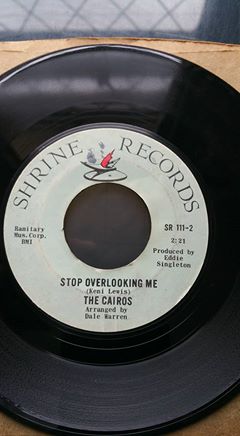 SHRINE RECORDS
Ranitary
Mus.Corp.
BMI
SR 111-2
2:21
Produced by
Eddie
Singleton
STOP OVERLOOKING ME
(Keni Lewis)
THE CAIROS
Arranged by
Dale Warren